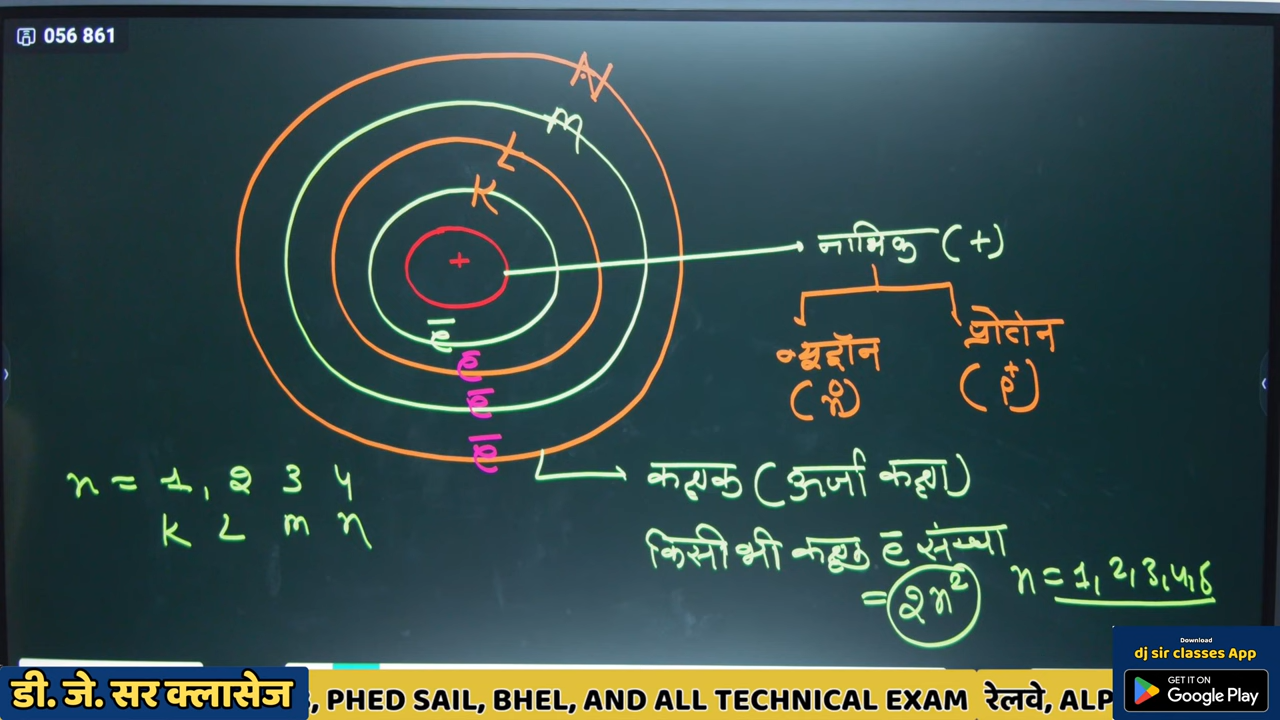 056 861
N
M
L
K
+
नाभिक (+)
न्यूट्रॉन
(n⁰)
प्रोटोन
(p⁺)
e̅
e̅
e̅
e̅
कक्षक (ऊर्जा कक्षा)
n = 1, 2 3 4
K L m n
किसी भी कक्षक e̅ संख्या
= 2n²
n = 1, 2, 3, 4, 5
Download
dj sir classes App
GET IT ON
Google Play
डी. जे. सर क्लासेज
, PHED SAIL, BHEL, AND ALL TECHNICAL EXAM रेलवे, ALP